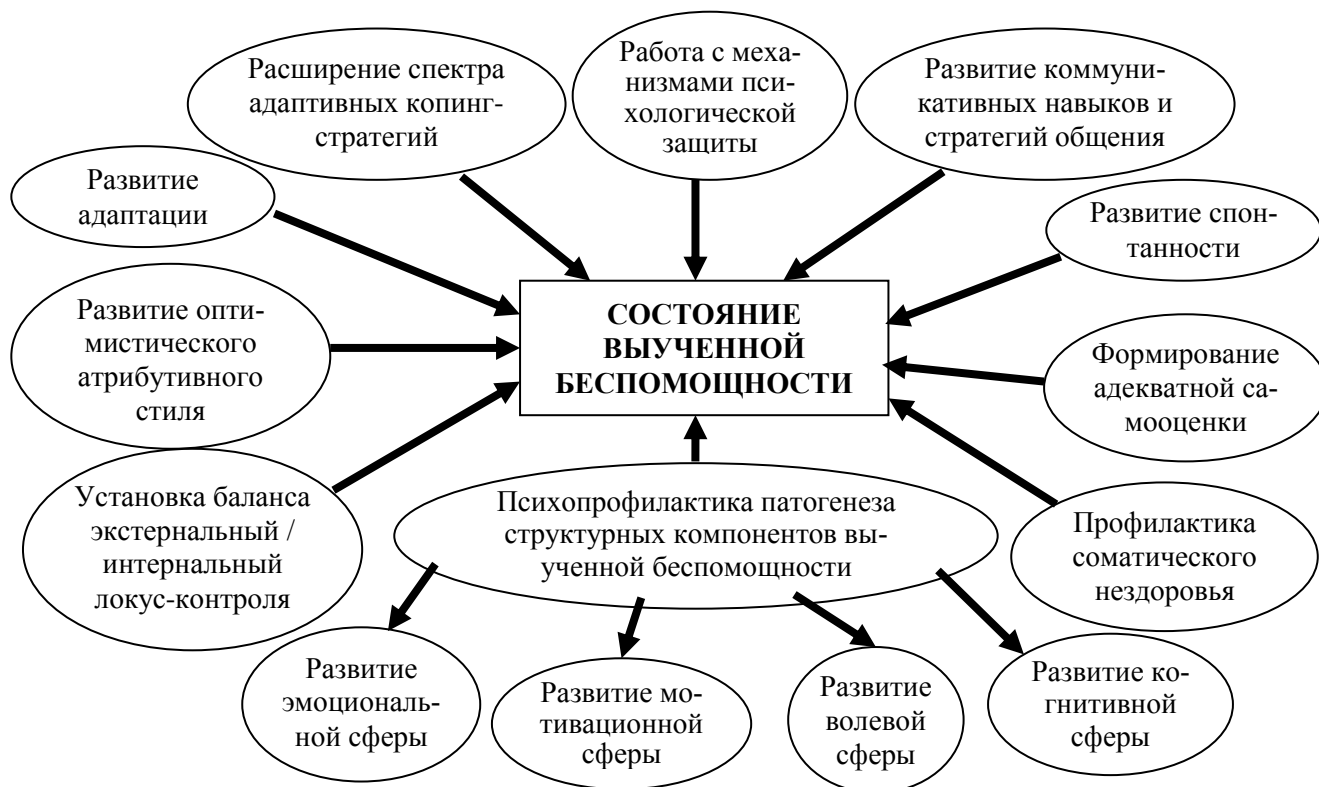 Расширение спектра
адаптивных копинг-
стратегий
Работа с меха-
низмами пси-
хологической
защиты
Развитие коммуни-
кативных навыков и
стратегий общения
Развитие
адаптации
Развитие спон-
танности
Развитие опти-
мистического
атрибутивного
стиля
СОСТОЯНИЕ
ВЫУЧЕННОЙ
БЕСПОМОЩНОСТИ
Формирование
адекватной са-
мооценки
Установка баланса
экстернальный /
интернальный
локус-контроля
Психопрофилактика патогенеза
структурных компонентов вы-
ученной беспомощности
Профилактика
соматического
нездоровья
Развитие
эмоциональ-
ной сферы
Развитие мо-
тивационной
сферы
Развитие
волевой
сферы
Развитие ко-
гнитивной
сферы